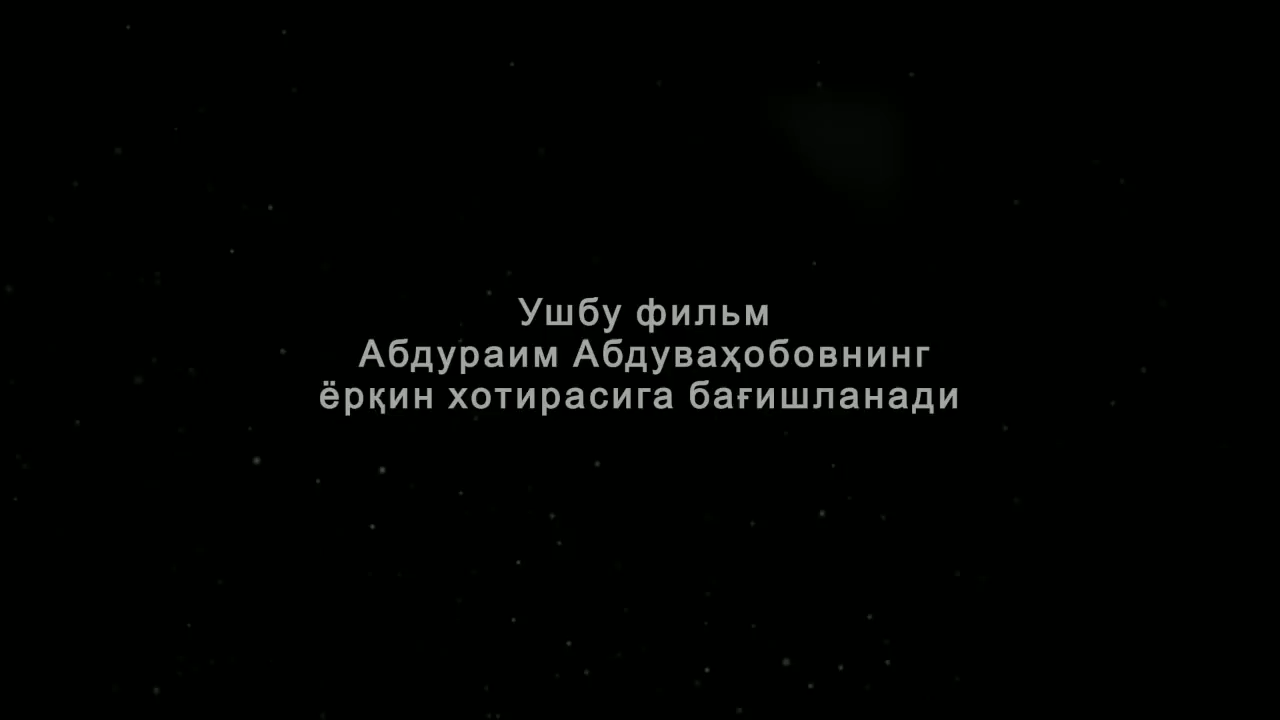 Ушбу фильм
Абдураим Абдуваҳобовнинг
ёрқин хотирасига бағишланади